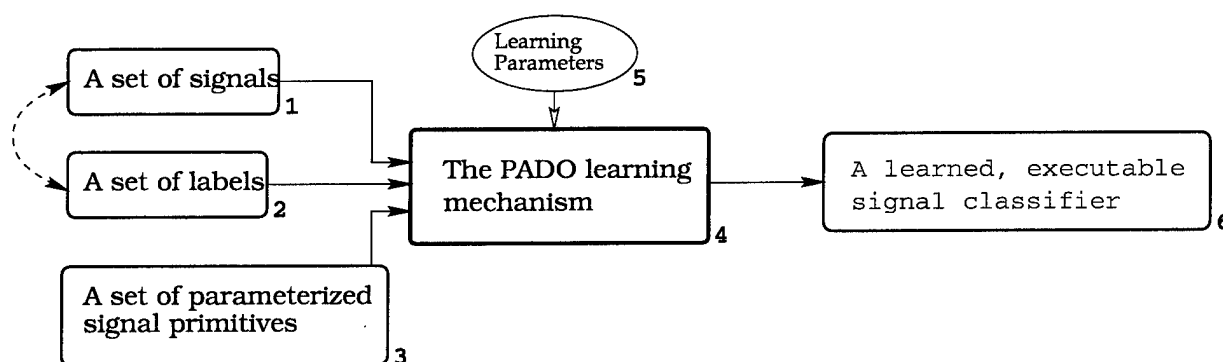 A set of signals
1
A set of labels
2
A set of parameterized
signal primitives
3
Learning
Parameters
5
The PADO learning
mechanism
4
A learned, executable
signal classifier
6